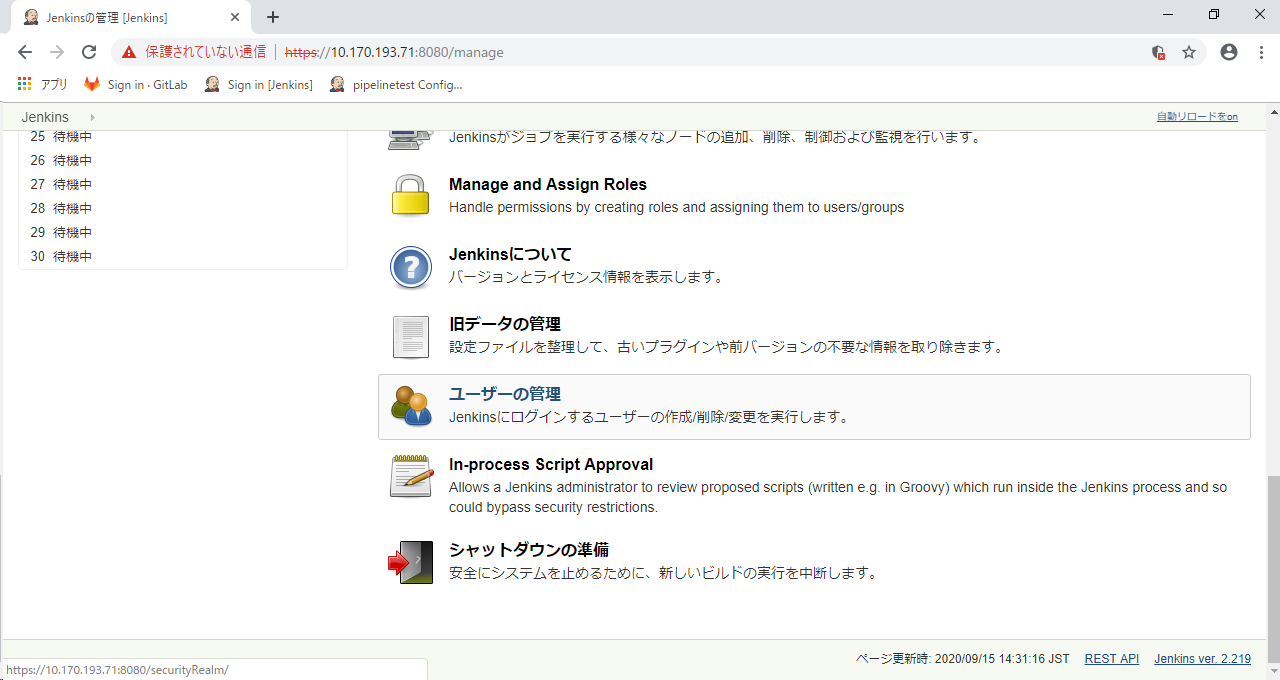 Jenkinsの管理 [Jenkins]
保護されていない通信
https://10.170.193.71:8080/manage
アプリ
Sign in · GitLab
Sign in [Jenkins]
pipelinetest Config...
Jenkins
自動リロードをon
25 待機中
26 待機中
27 待機中
28 待機中
29 待機中
30 待機中
Jenkinsがジョブを実行する様々なノードの追加、削除、制御および監視を行います。
Manage and Assign Roles
Handle permissions by creating roles and assigning them to users/groups
Jenkinsについて
バージョンとライセンス情報を表示します。
旧データの管理
設定ファイルを整理して、古いプラグインや前バージョンの不要な情報を取り除きます。
ユーザーの管理
Jenkinsにログインするユーザーの作成/削除/変更を実行します。
In-process Script Approval
Allows a Jenkins administrator to review proposed scripts (written e.g. in Groovy) which run inside the Jenkins process and so
could bypass security restrictions.
シャットダウンの準備
安全にシステムを止めるために、新しいビルドの実行を中断します。
ページ更新時: 2020/09/15 14:31:16 JST
REST API
Jenkins ver. 2.219
https://10.170.193.71:8080/securityRealm/